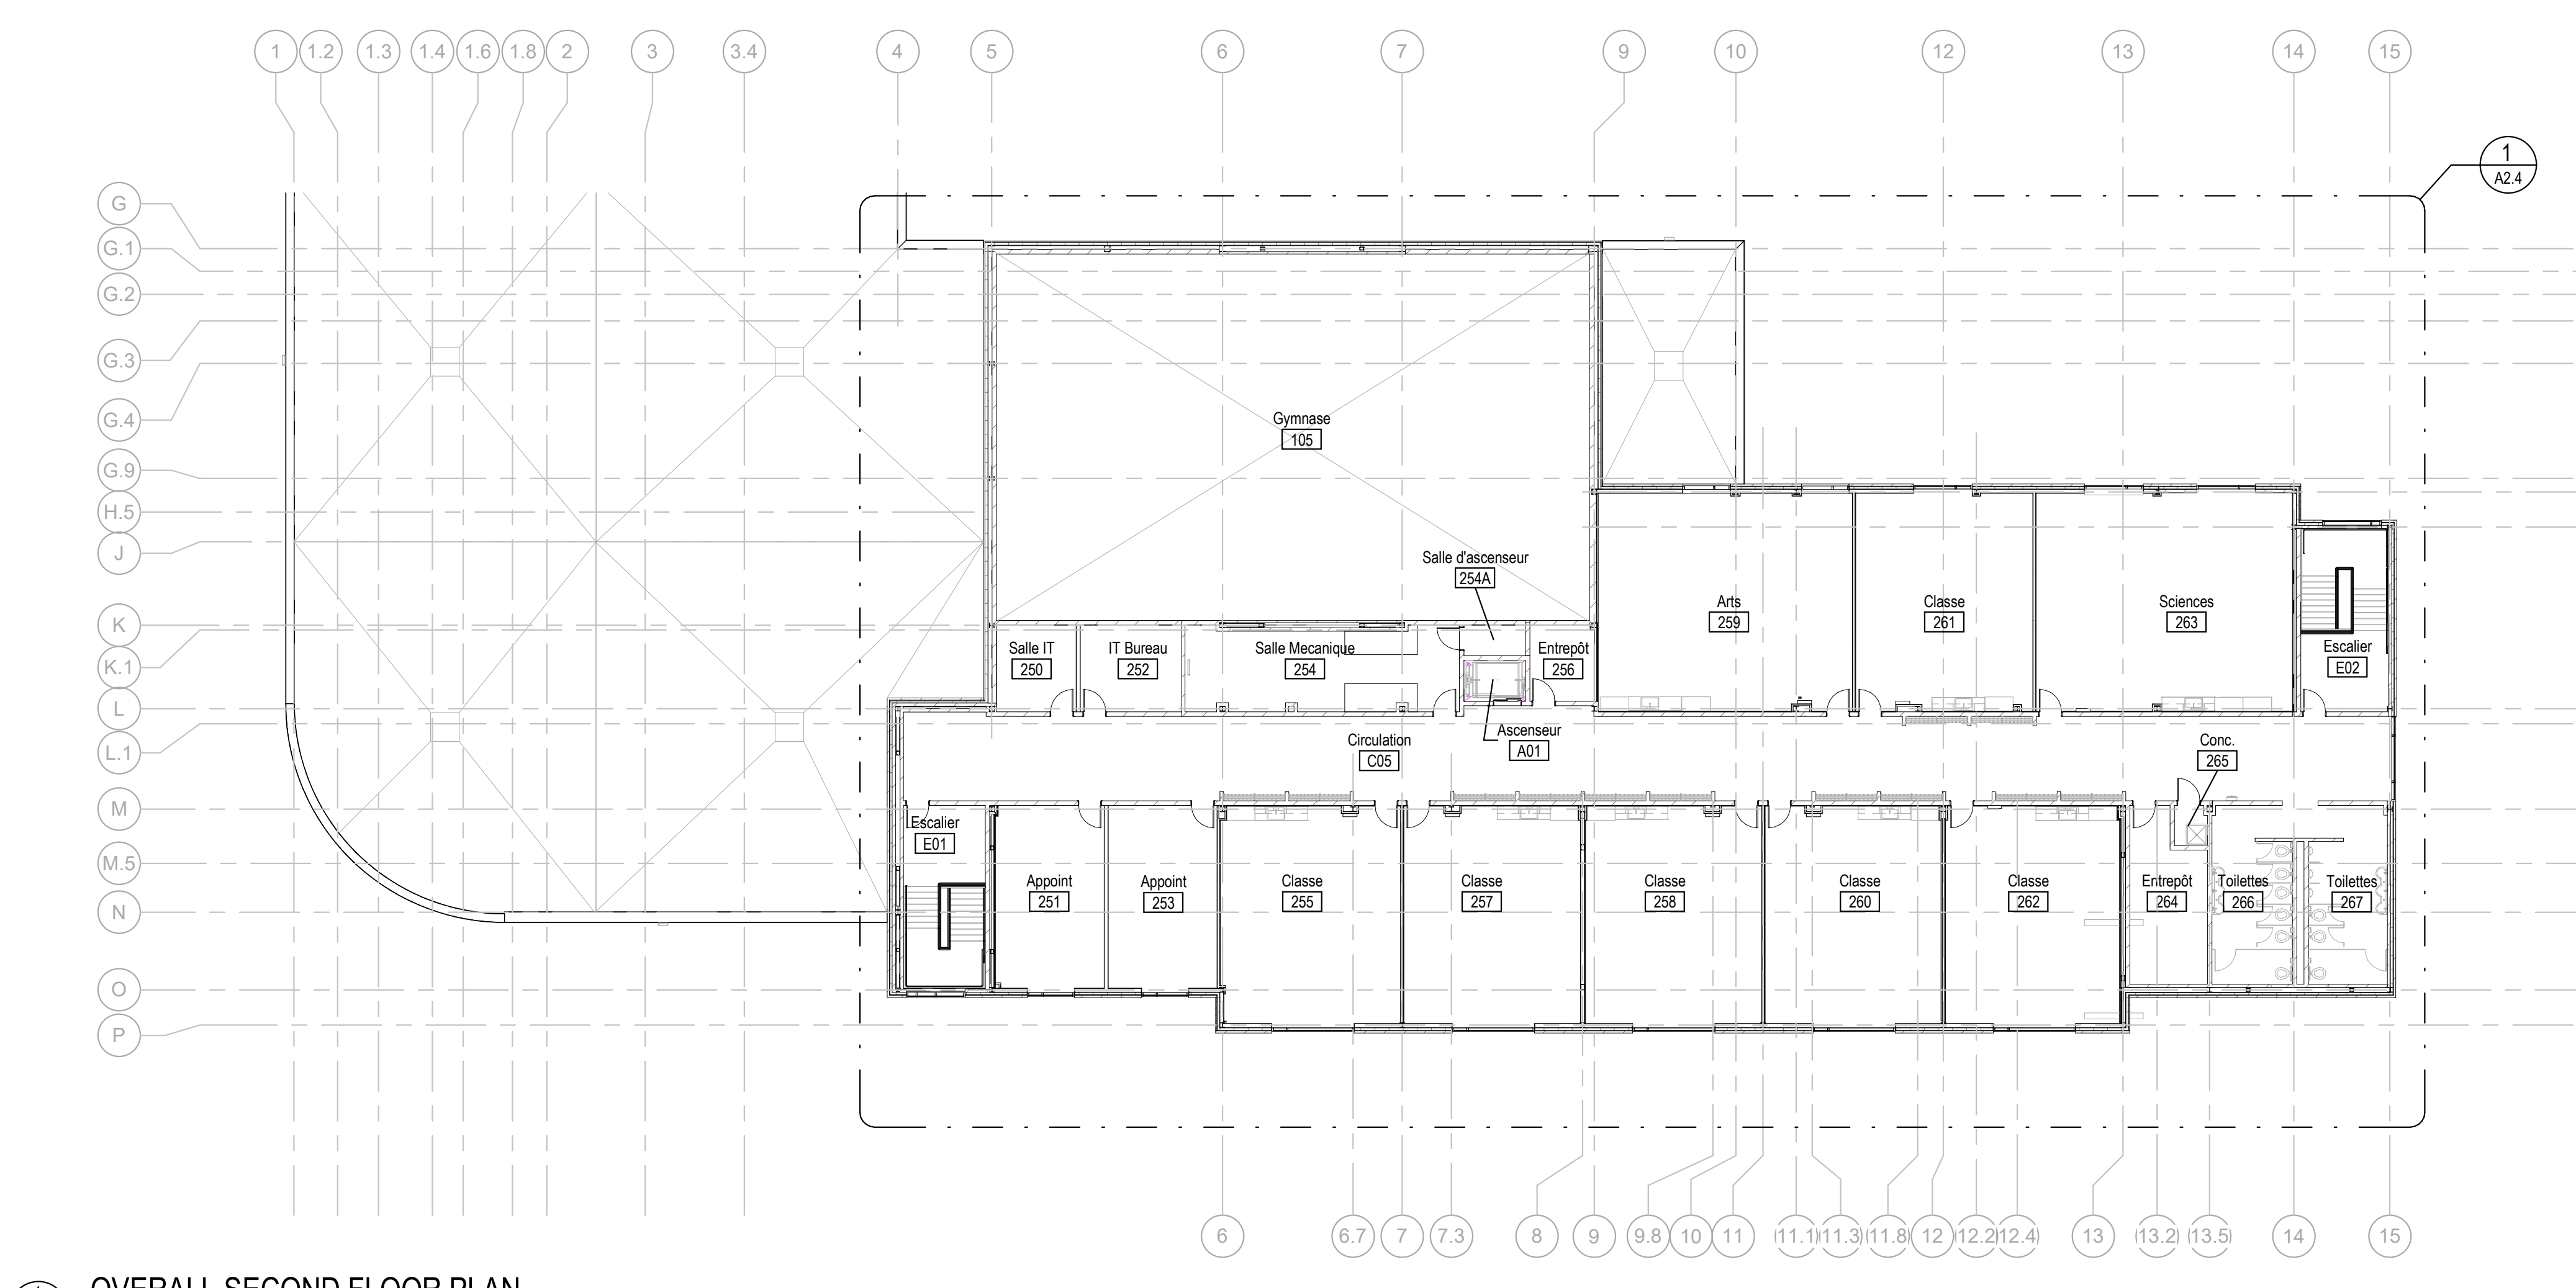 1
1.2
1.3
1.4
1.6
1.8
2
3
3.4
4
5
6
7
9
10
12
13
14
15
1
A2.4
G
G.1
G.2
G.3
G.4
G.9
H.5
J
K
K.1
L
L.1
M
M.5
N
O
P
Gymnase
105
Salle d'ascenseur
254A
Arts
259
Classe
261
Sciences
263
Escalier
E02
Salle IT
250
IT Bureau
252
Salle Mecanique
254
Entrepôt
256
Ascenseur
A01
Circulation
C05
Conc.
265
Escalier
E01
Appoint
251
Appoint
253
Classe
255
Classe
257
Classe
258
Classe
260
Classe
262
Entrepôt
264
Toilettes
266
Toilettes
267
6
6.7
7
7.3
8
9
9.8
10
11
11.1
11.3
11.8
12
12.2
12.4
13
13.2
13.5
14
15
OVERALL SECOND FLOOR PLAN